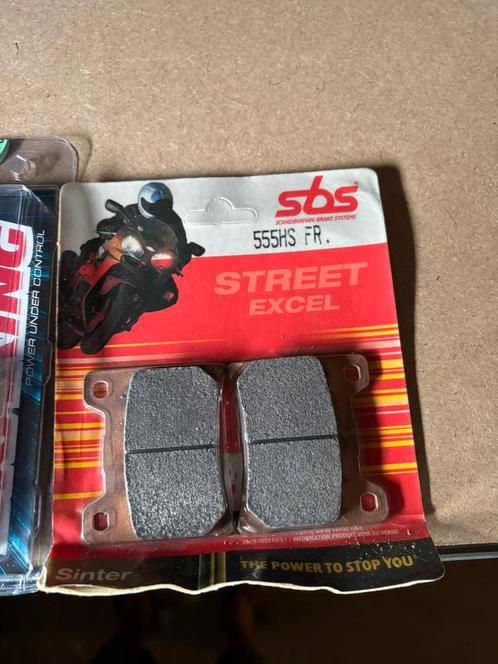 sbs
SCANDINAVIAN BRAKE SYSTEMS
555HS FR.
STREET
EXCEL
POWER UNDER CONTROL
Sinter
THE POWER TO STOP YOU